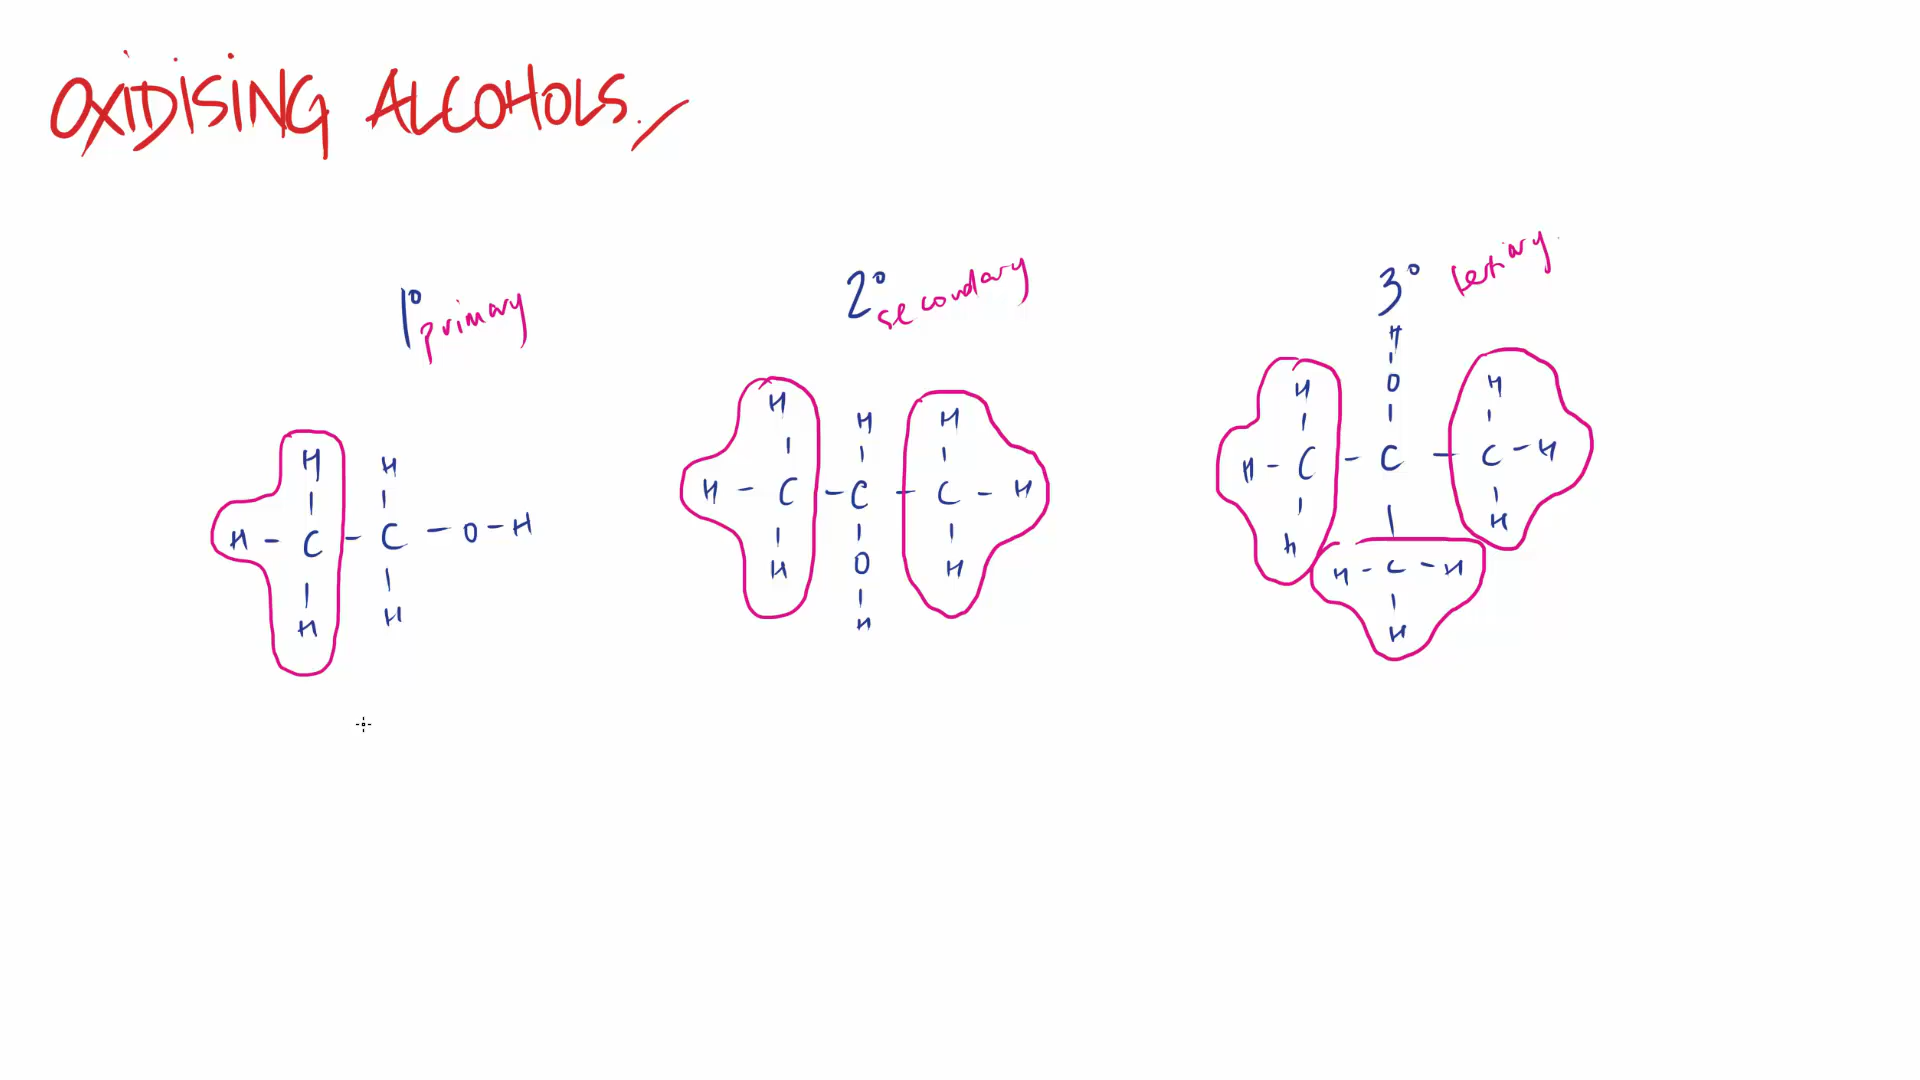 OXIDISING ALCOHOLS.
1° primary
2° secondary
3° tertiary
H H
H - C - C - O - H
H H
H H H
H - C - C - C - H
H O H
H
H
H O H
H - C - C - C - H
h H
H - C - H
H